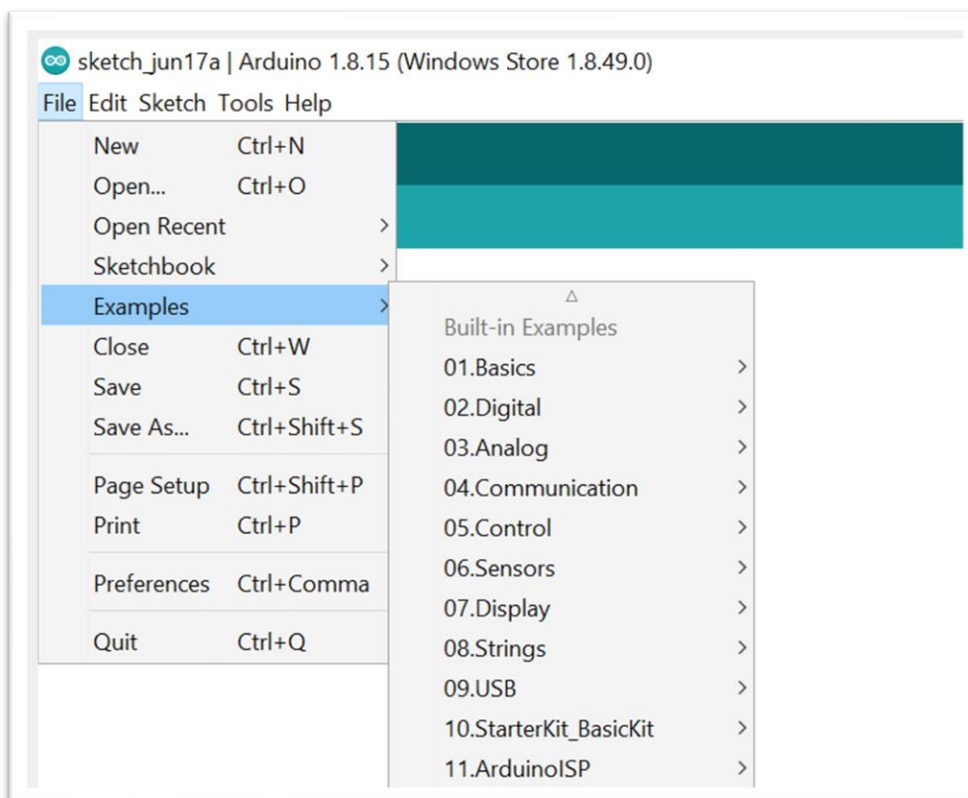 sketch_jun17a | Arduino 1.8.15 (Windows Store 1.8.49.0)
File Edit Sketch Tools Help
New Ctrl+N
Open... Ctrl+O
Open Recent
Sketchbook
Examples
Close Ctrl+W
Save Ctrl+S
Save As... Ctrl+Shift+S
Page Setup Ctrl+Shift+P
Print Ctrl+P
Preferences Ctrl+Comma
Quit Ctrl+Q
Built-in Examples
01.Basics
02.Digital
03.Analog
04.Communication
05.Control
06.Sensors
07.Display
08.Strings
09.USB
10.StarterKit_BasicKit
11.ArduinoISP